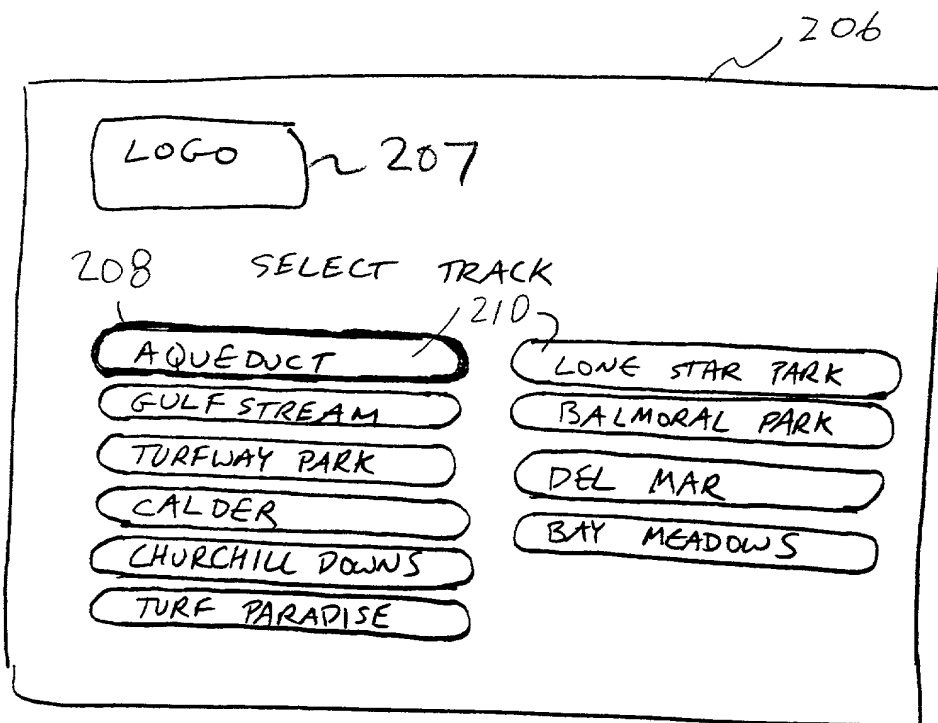 206
LOGO 207
208 SELECT TRACK
210
AQUEDUCT
GULF STREAM
TURFWAY PARK
CALDER
CHURCHILL DOWNS
TURF PARADISE
LONE STAR PARK
BALMORAL PARK
DEL MAR
BAY MEADOWS